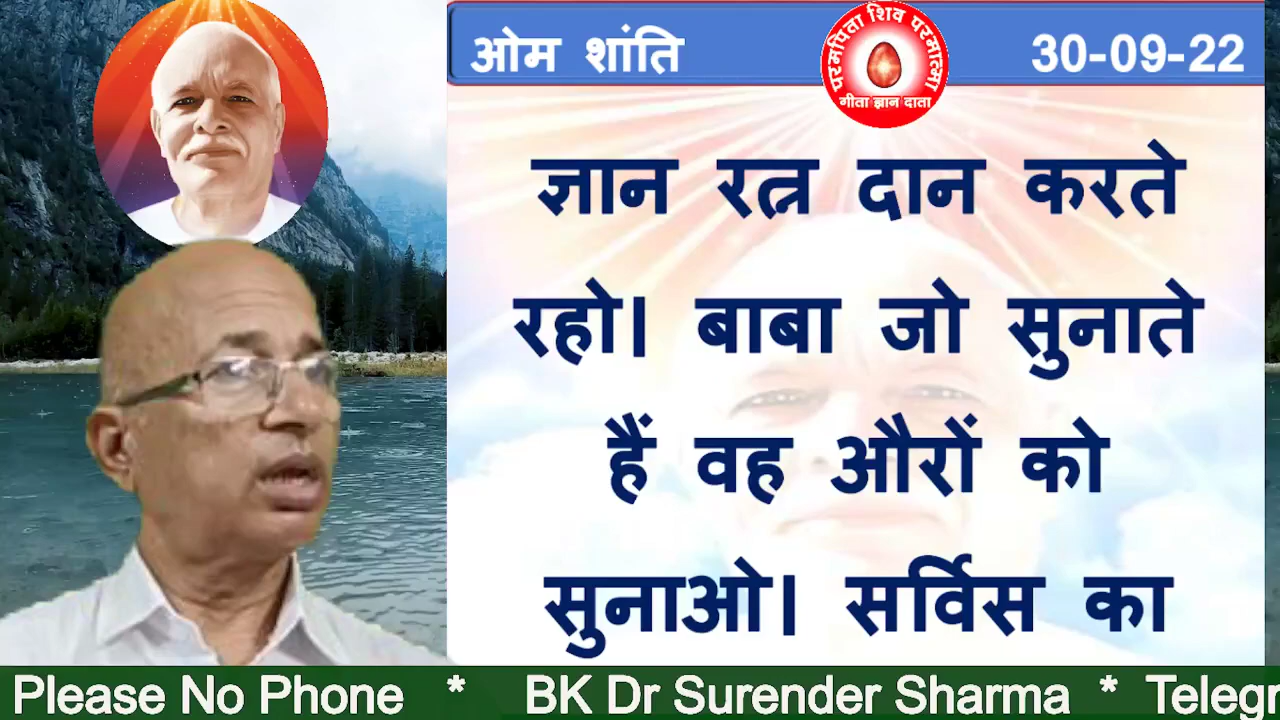 ओम शांति
परमपिता शिव परमात्मा
गीता ज्ञान दाता
30-09-22
ज्ञान रत्न दान करते
रहो। बाबा जो सुनाते
हैं वह औरों को
सुनाओ। सर्विस का
Please No Phone * BK Dr Surender Sharma * Telegr